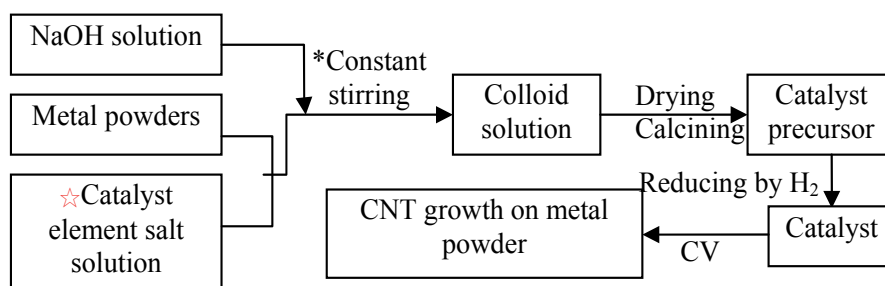 NaOH solution
*Constant
stirring
Metal powders
Colloid
solution
Drying
Calcining
Catalyst
precursor
☆Catalyst
element salt
solution
Reducing by H₂
CNT growth on metal
powder
CV
Catalyst